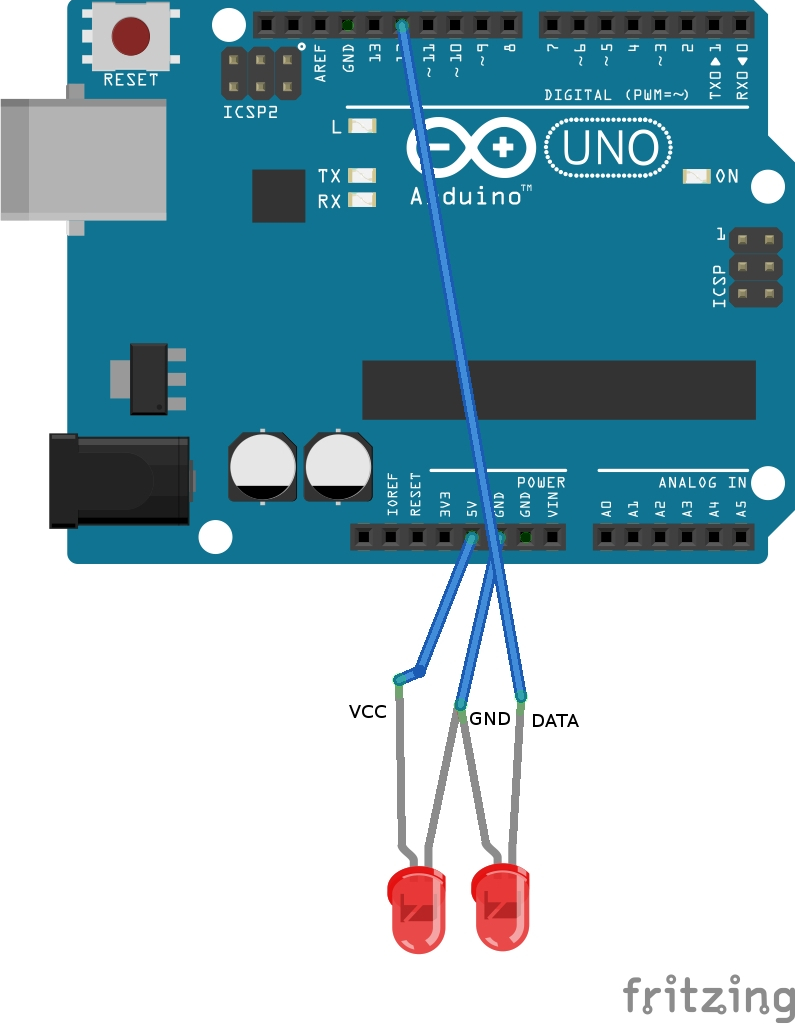 RESET
ICSP2
AREF
GND
13
12
~11
~10
~9
8
7
~6
~5
4
~3
2
TX0▶1
RX0◀0
DIGITAL (PWM=~)
L
TX
RX
UNO
Arduino™
ON
1
ICSP
POWER
ANALOG IN
IOREF
RESET
3V3
5V
GND
GND
VIN
A0
A1
A2
A3
A4
A5
VCC
GND
DATA
fritzing